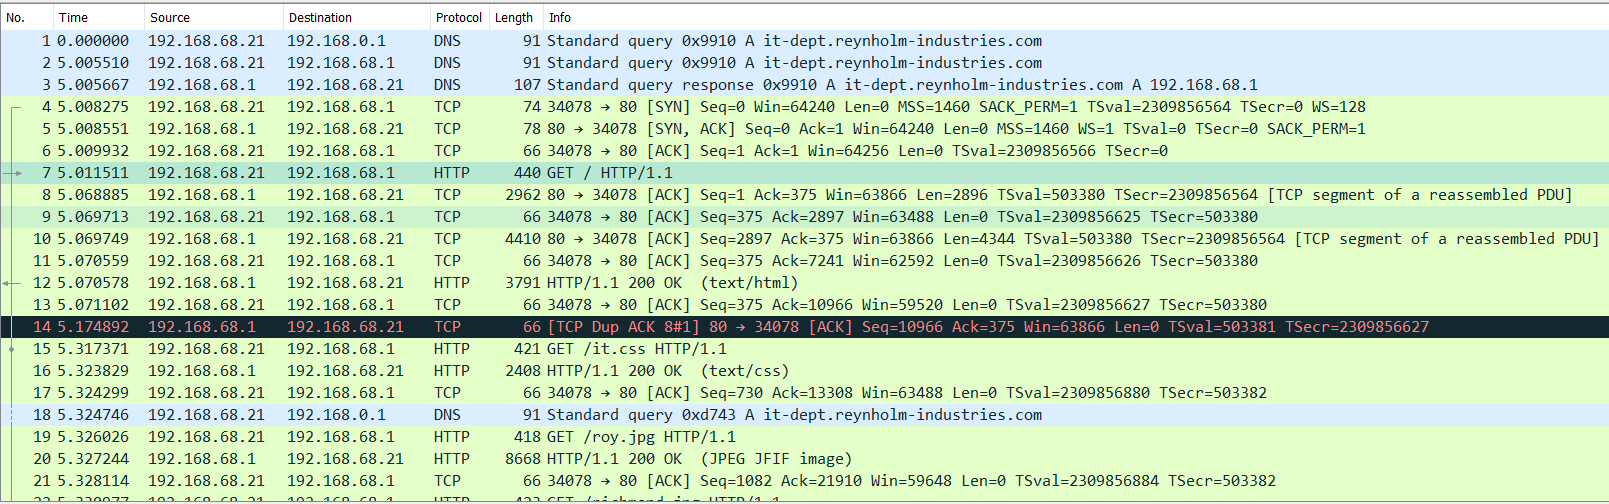 No. Time Source Destination Protocol Length Info
1 0.000000 192.168.68.21 192.168.0.1 DNS 91 Standard query 0x9910 A it-dept.reynholm-industries.com
2 5.005510 192.168.68.21 192.168.68.1 DNS 91 Standard query 0x9910 A it-dept.reynholm-industries.com
3 5.005667 192.168.68.1 192.168.68.21 DNS 107 Standard query response 0x9910 A it-dept.reynholm-industries.com A 192.168.68.1
4 5.008275 192.168.68.21 192.168.68.1 TCP 74 34078 → 80 [SYN] Seq=0 Win=64240 Len=0 MSS=1460 SACK_PERM=1 TSval=2309856564 TSecr=0 WS=128
5 5.008551 192.168.68.1 192.168.68.21 TCP 78 80 → 34078 [SYN, ACK] Seq=0 Ack=1 Win=64240 Len=0 MSS=1460 WS=1 TSval=0 TSecr=0 SACK_PERM=1
6 5.009932 192.168.68.21 192.168.68.1 TCP 66 34078 → 80 [ACK] Seq=1 Ack=1 Win=64256 Len=0 TSval=2309856566 TSecr=0
7 5.011511 192.168.68.21 192.168.68.1 HTTP 440 GET / HTTP/1.1
8 5.068885 192.168.68.1 192.168.68.21 TCP 2962 80 → 34078 [ACK] Seq=1 Ack=375 Win=63866 Len=2896 TSval=503380 TSecr=2309856564 [TCP segment of a reassembled PDU]
9 5.069713 192.168.68.21 192.168.68.1 TCP 66 34078 → 80 [ACK] Seq=375 Ack=2897 Win=63488 Len=0 TSval=2309856625 TSecr=503380
10 5.069749 192.168.68.1 192.168.68.21 TCP 4410 80 → 34078 [ACK] Seq=2897 Ack=375 Win=63866 Len=4344 TSval=503380 TSecr=2309856564 [TCP segment of a reassembled PDU]
11 5.070559 192.168.68.21 192.168.68.1 TCP 66 34078 → 80 [ACK] Seq=375 Ack=7241 Win=62592 Len=0 TSval=2309856626 TSecr=503380
12 5.070578 192.168.68.1 192.168.68.21 HTTP 3791 HTTP/1.1 200 OK (text/html)
13 5.071102 192.168.68.21 192.168.68.1 TCP 66 34078 → 80 [ACK] Seq=375 Ack=10966 Win=59520 Len=0 TSval=2309856627 TSecr=503380
14 5.174892 192.168.68.1 192.168.68.21 TCP 66 [TCP Dup ACK 8#1] 80 → 34078 [ACK] Seq=10966 Ack=375 Win=63866 Len=0 TSval=503381 TSecr=2309856627
15 5.317371 192.168.68.21 192.168.68.1 HTTP 421 GET /it.css HTTP/1.1
16 5.323829 192.168.68.1 192.168.68.21 HTTP 2408 HTTP/1.1 200 OK (text/css)
17 5.324299 192.168.68.21 192.168.68.1 TCP 66 34078 → 80 [ACK] Seq=730 Ack=13308 Win=63488 Len=0 TSval=2309856880 TSecr=503382
18 5.324746 192.168.68.21 192.168.0.1 DNS 91 Standard query 0xd743 A it-dept.reynholm-industries.com
19 5.326026 192.168.68.21 192.168.68.1 HTTP 418 GET /roy.jpg HTTP/1.1
20 5.327244 192.168.68.1 192.168.68.21 HTTP 8668 HTTP/1.1 200 OK (JPEG JFIF image)
21 5.328114 192.168.68.21 192.168.68.1 TCP 66 34078 → 80 [ACK] Seq=1082 Ack=21910 Win=59648 Len=0 TSval=2309856884 TSecr=503382